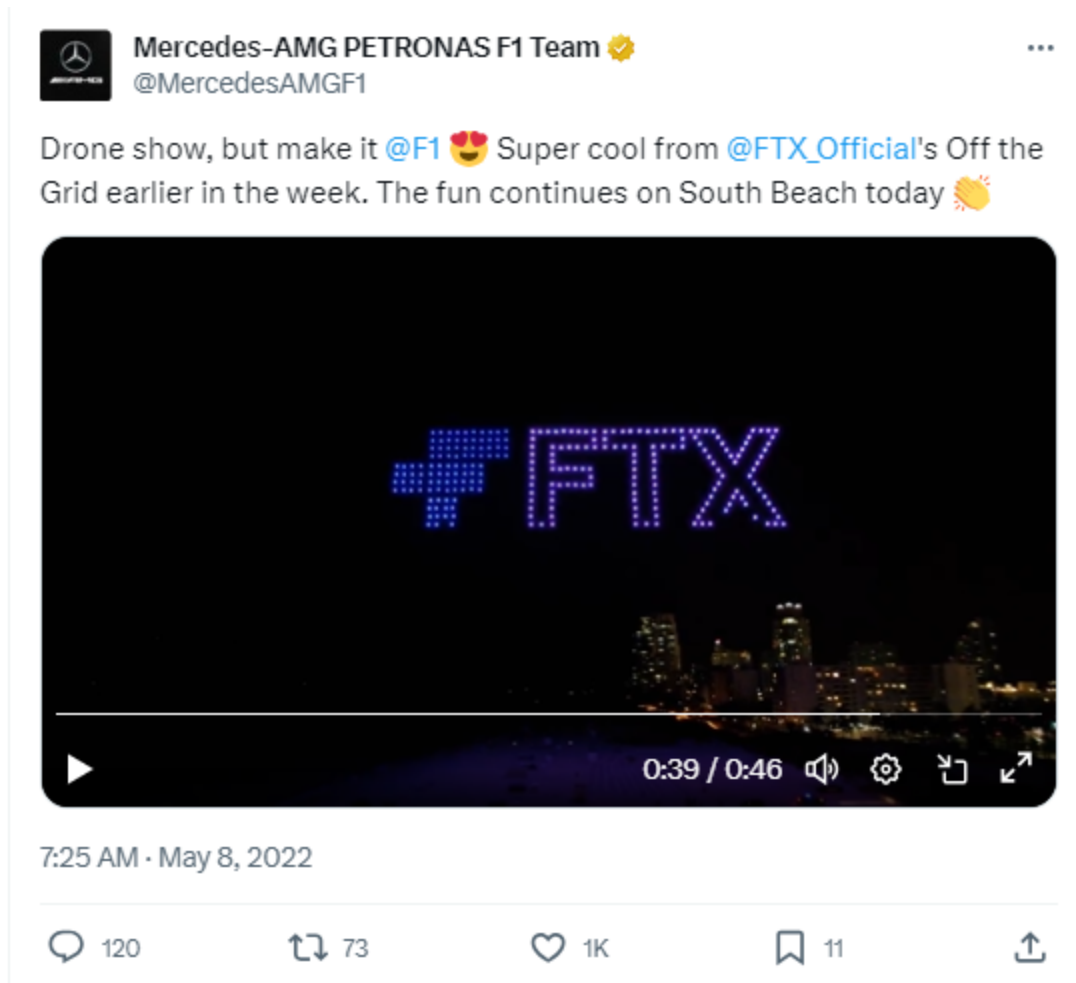 Mercedes-AMG PETRONAS F1 Team
@MercedesAMGF1
Drone show, but make it @F1 😍 Super cool from @FTX_Official's Off the
Grid earlier in the week. The fun continues on South Beach today 👏
FTX
0:39 / 0:46
7:25 AM · May 8, 2022
120 73 1K 11